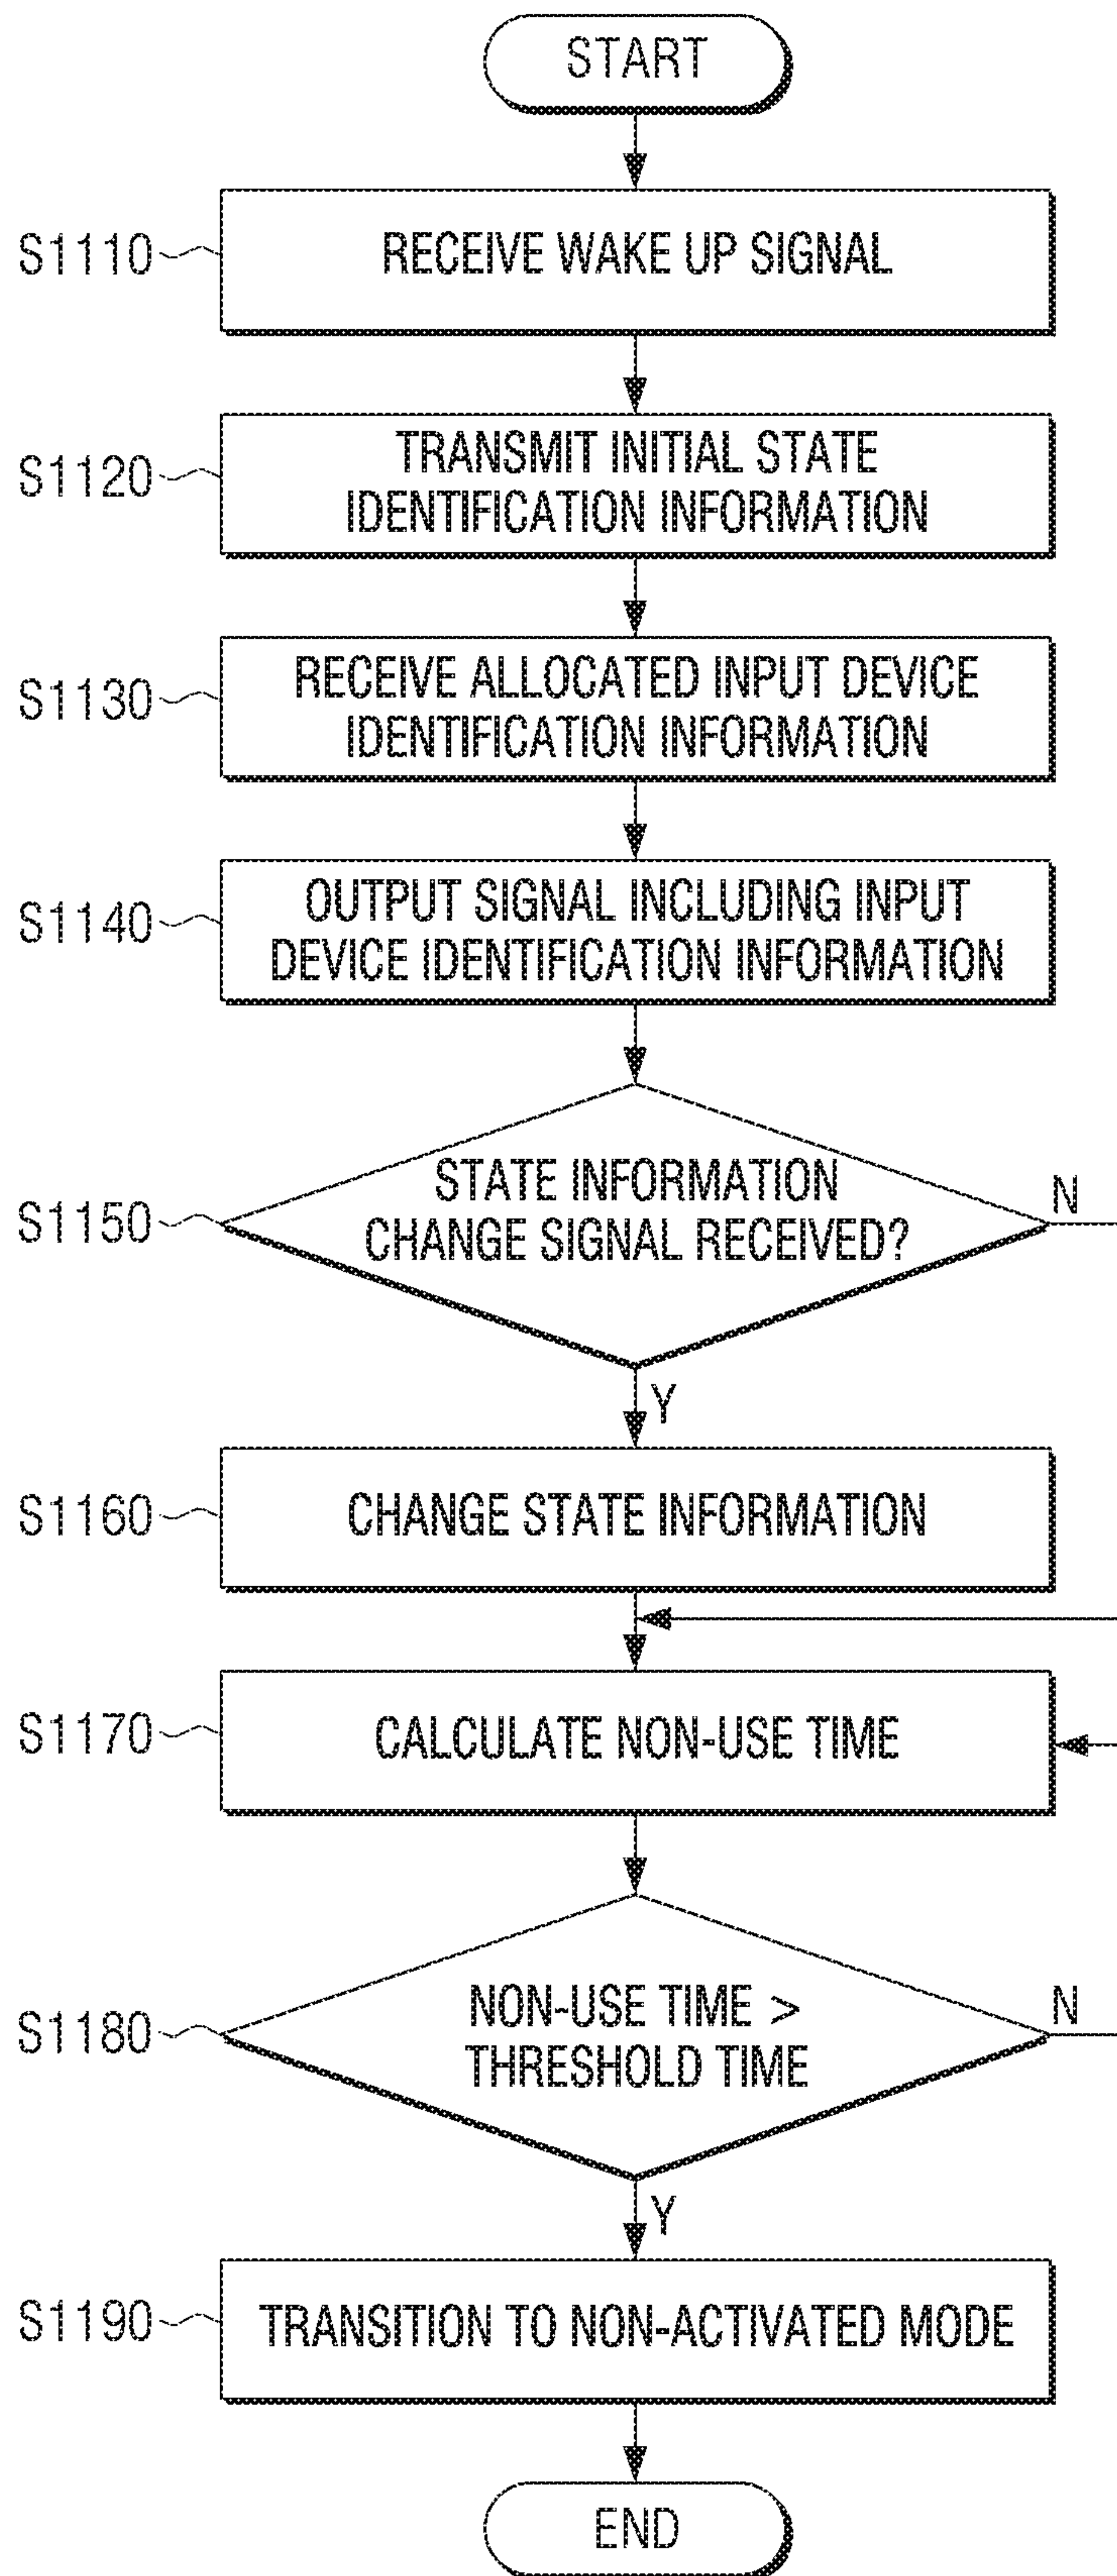 START
S1110
RECEIVE WAKE UP SIGNAL
S1120
TRANSMIT INITIAL STATE
IDENTIFICATION INFORMATION
S1130
RECEIVE ALLOCATED INPUT DEVICE
IDENTIFICATION INFORMATION
S1140
OUTPUT SIGNAL INCLUDING INPUT
DEVICE IDENTIFICATION INFORMATION
S1150
STATE INFORMATION
CHANGE SIGNAL RECEIVED?
N
Y
S1160
CHANGE STATE INFORMATION
S1170
CALCULATE NON-USE TIME
S1180
NON-USE TIME >
THRESHOLD TIME
N
Y
S1190
TRANSITION TO NON-ACTIVATED MODE
END